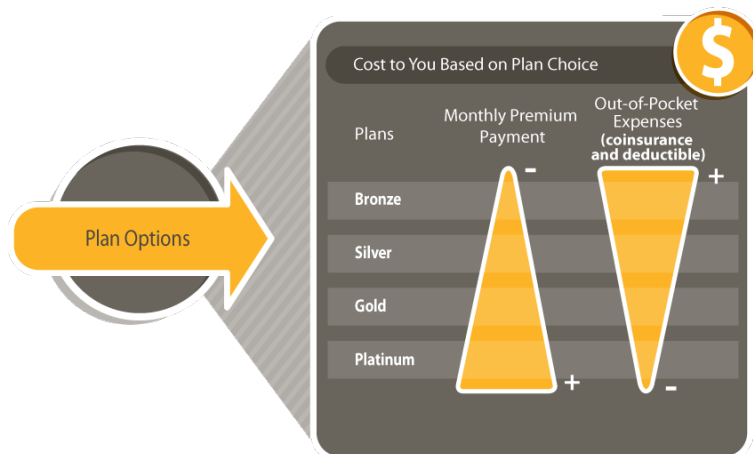 $
Cost to You Based on Plan Choice
Plans
Monthly Premium
Payment
Out-of-Pocket
Expenses
(coinsurance
and deductible)
- +
Bronze
Plan Options
Silver
Gold
Platinum
+ -